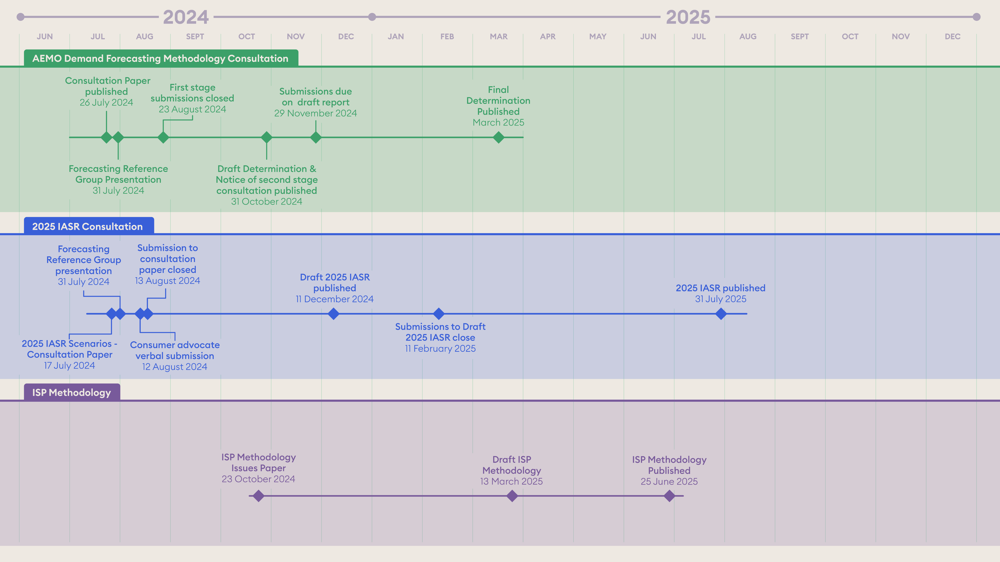 2024
2025
JUN JUL AUG SEPT OCT NOV DEC JAN FEB MAR APR MAY JUN JUL AUG SEPT OCT NOV DEC
AEMO Demand Forecasting Methodology Consultation
Consultation Paper
published
26 July 2024
First stage
submissions closed
23 August 2024
Submissions due
on draft report
29 November 2024
Final
Determination
Published
March 2025
Forecasting Reference
Group Presentation
31 July 2024
Draft Determination &
Notice of second stage
consultation published
31 October 2024
2025 IASR Consultation
Forecasting
Reference Group
presentation
31 July 2024
Submission to
consultation
paper closed
13 August 2024
Draft 2025 IASR
published
11 December 2024
2025 IASR published
31 July 2025
2025 IASR Scenarios -
Consultation Paper
17 July 2024
Consumer advocate
verbal submission
12 August 2024
Submissions to Draft
2025 IASR close
11 February 2025
ISP Methodology
ISP Methodology
Issues Paper
23 October 2024
Draft ISP
Methodology
13 March 2025
ISP Methodology
Published
25 June 2025